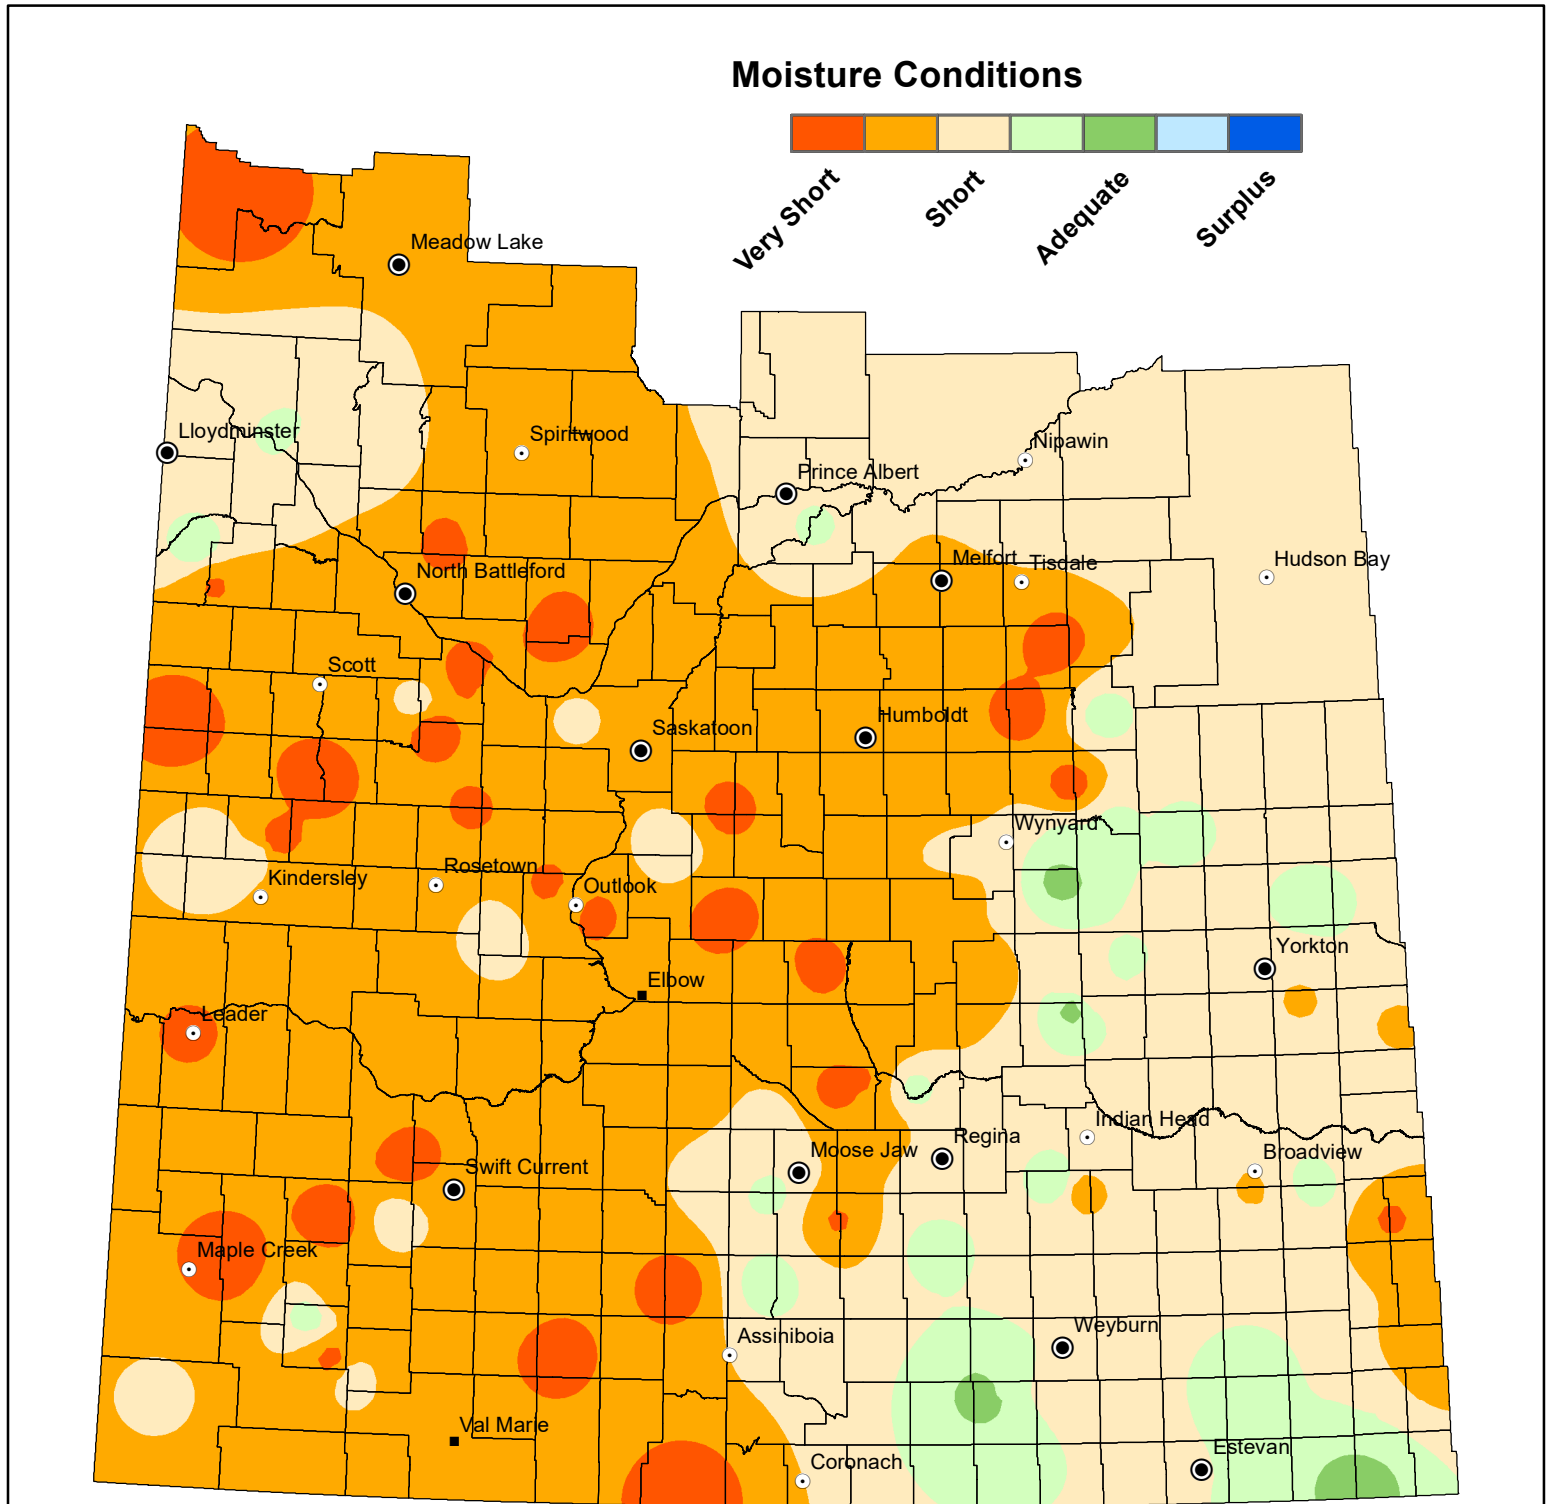 Moisture Conditions
Very Short
Short
Adequate
Surplus
Meadow Lake
Lloydminster
Spiritwood
Nipawin
Prince Albert
Melfort
Tisdale
Hudson Bay
North Battleford
Scott
Humboldt
Saskatoon
Wynyard
Rosetown
Kindersley
Outlook
Yorkton
Elbow
Leader
Indian Head
Regina
Moose Jaw
Broadview
Swift Current
Maple Creek
Weyburn
Assiniboia
Val Marie
Estevan
Coronach